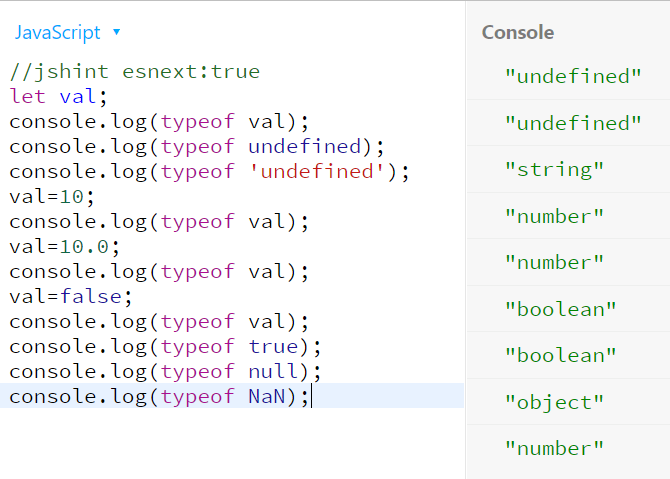 JavaScript
//jshint esnext:true
let val;
console.log(typeof val);
console.log(typeof undefined);
console.log(typeof 'undefined');
val=10;
console.log(typeof val);
val=10.0;
console.log(typeof val);
val=false;
console.log(typeof val);
console.log(typeof true);
console.log(typeof null);
console.log(typeof NaN);
Console
"undefined"
"undefined"
"string"
"number"
"number"
"boolean"
"boolean"
"object"
"number"